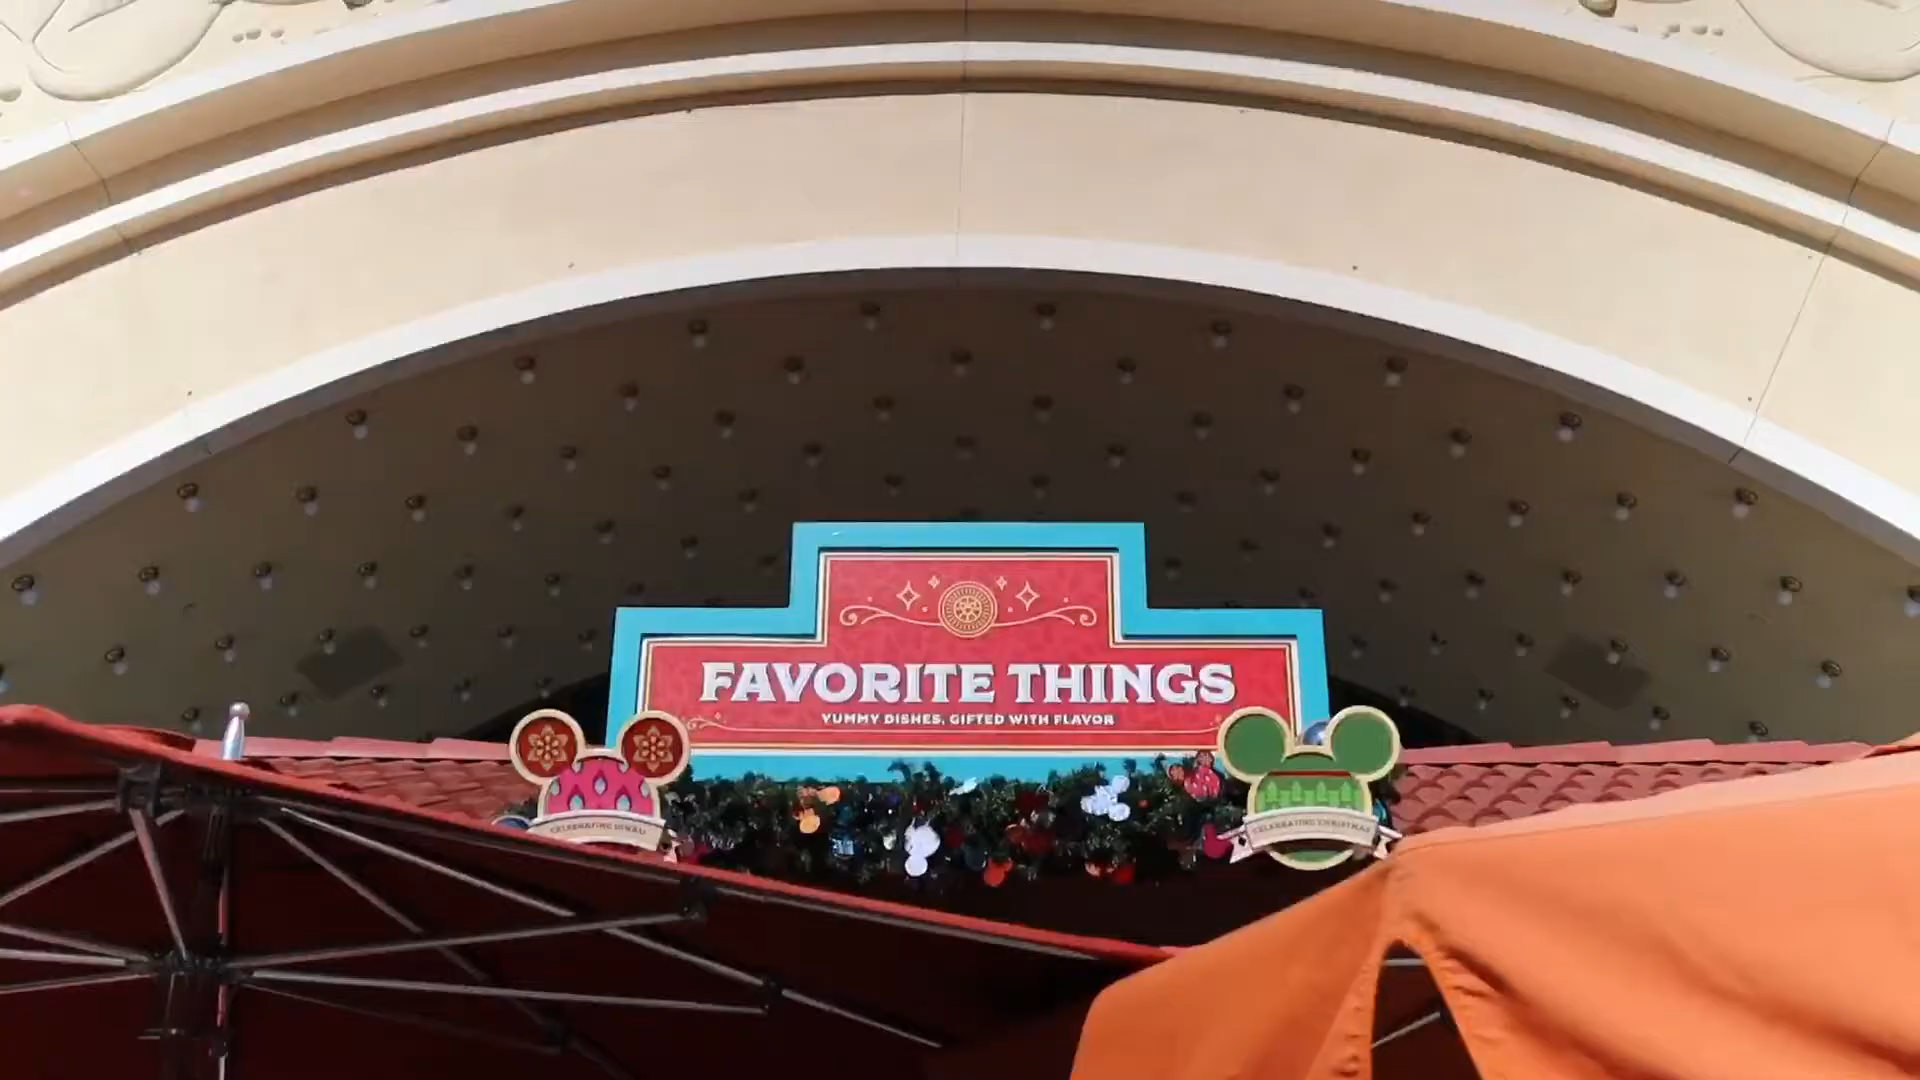 FAVORITE THINGS
YUMMY DISHES, GIFTED WITH FLAVOR
CELEBRATING DIWALI
CELEBRATING CHRISTMAS